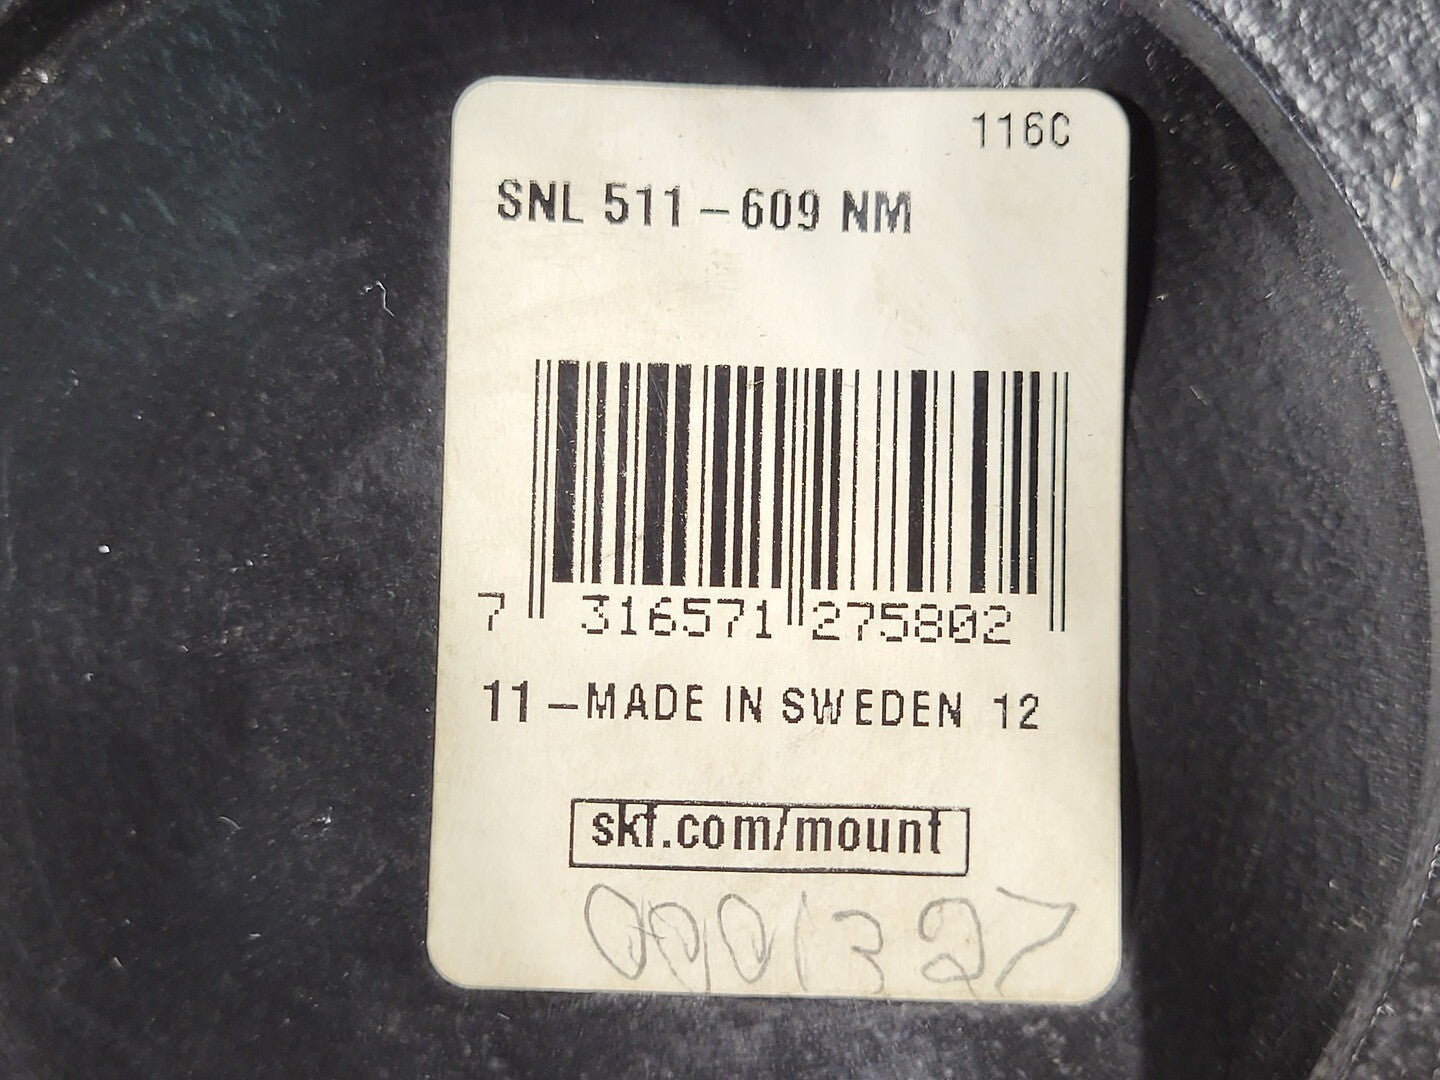 116C
SNL 511-609 NM
7 316571 275802
11-MADE IN SWEDEN 12
skf.com/mount
0001327